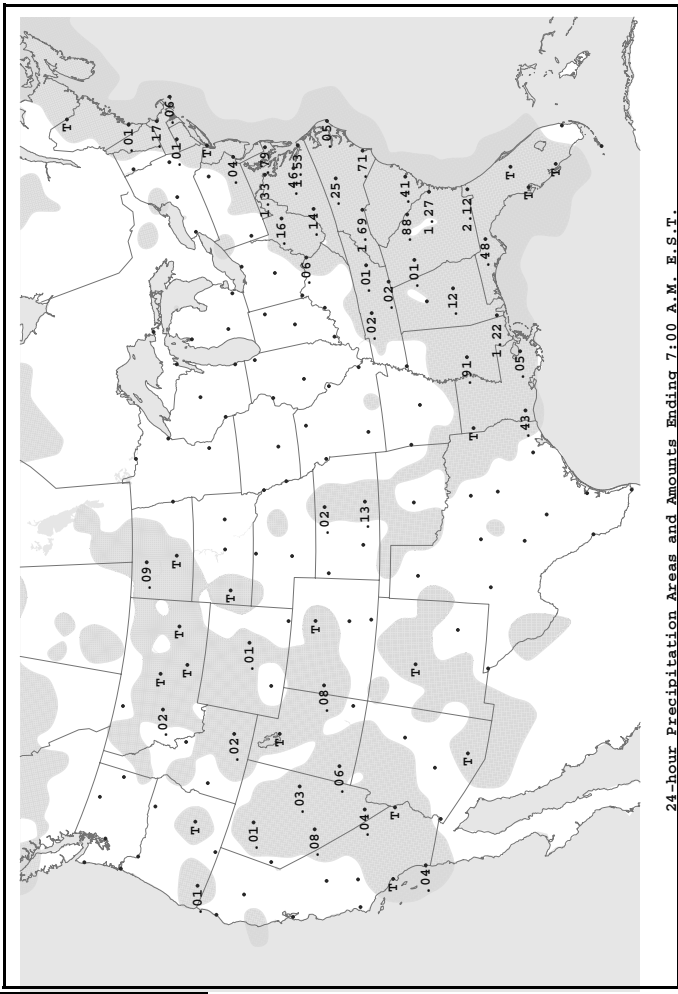 T
.01
.09
.17
T
.02
.06
T
.01
T
T
T
.01
T
T
.04
.02
.01
.01
.79
1.33
T
.16
.46
1.53
.03
.06
.14
.08
T
.02
.08
.05
.25
.06
1.69
.71
.04
.13
.01
.02
.02
T
T
.41
.88
.01
T
.04
1.27
.12
.91
2.12
T
T
.48
1.22
T
.05
.43
T
T
24-hour Precipitation Areas and Amounts Ending 7:00 A.M. E.S.T.